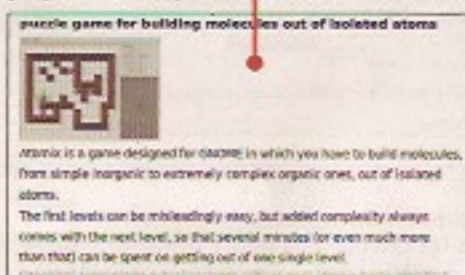 puzzle game for building molecules out of isolated atoms
Atomix is a game designed for GNOME in which you have to build molecules,
from simple inorganic to extremely complex organic ones, out of isolated
atoms.
The first levels can be misleadingly easy, but added complexity always
comes with the next level, so that several minutes (or even much more
than that) can be spent on getting out of one single level.